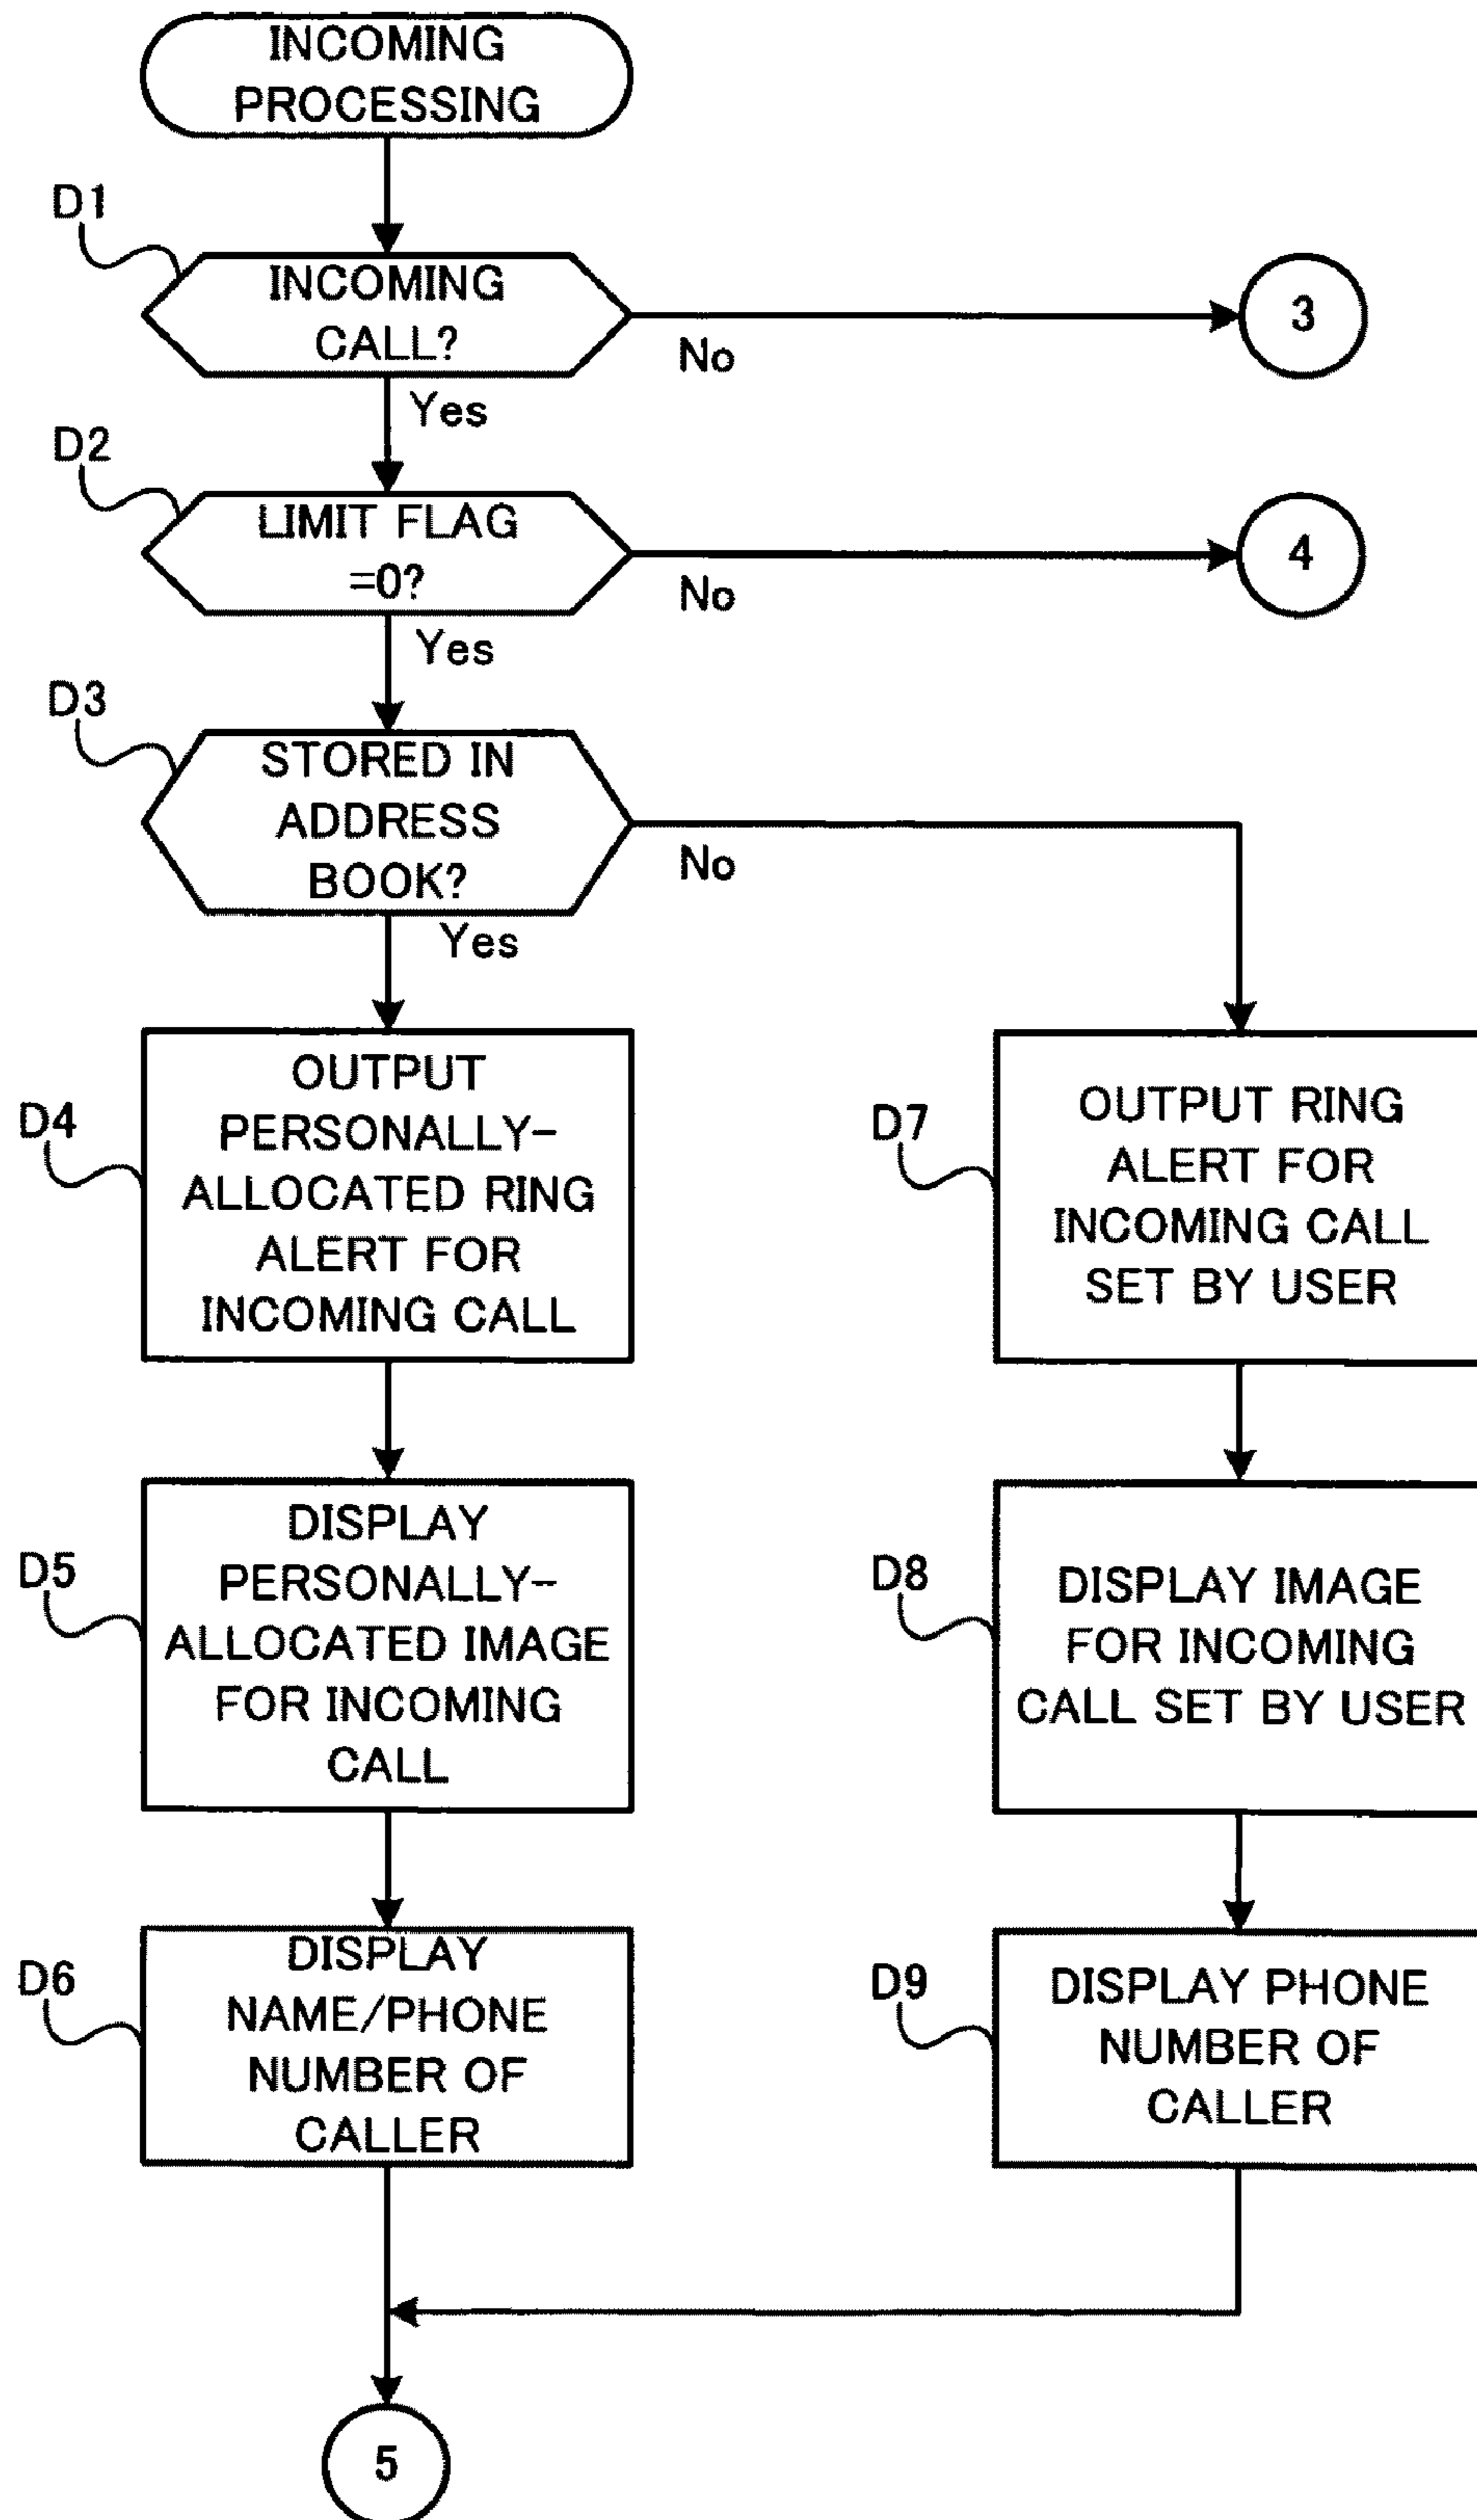 INCOMING
PROCESSING
D1
INCOMING
CALL?
No
3
Yes
D2
LIMIT FLAG
=0?
No
4
Yes
D3
STORED IN
ADDRESS
BOOK?
No
Yes
D4
OUTPUT
PERSONALLY-
ALLOCATED RING
ALERT FOR
INCOMING CALL
D7
OUTPUT RING
ALERT FOR
INCOMING CALL
SET BY USER
D5
DISPLAY
PERSONALLY-
ALLOCATED IMAGE
FOR INCOMING
CALL
D8
DISPLAY IMAGE
FOR INCOMING
CALL SET BY USER
D6
DISPLAY
NAME/PHONE
NUMBER OF
CALLER
D9
DISPLAY PHONE
NUMBER OF
CALLER
5